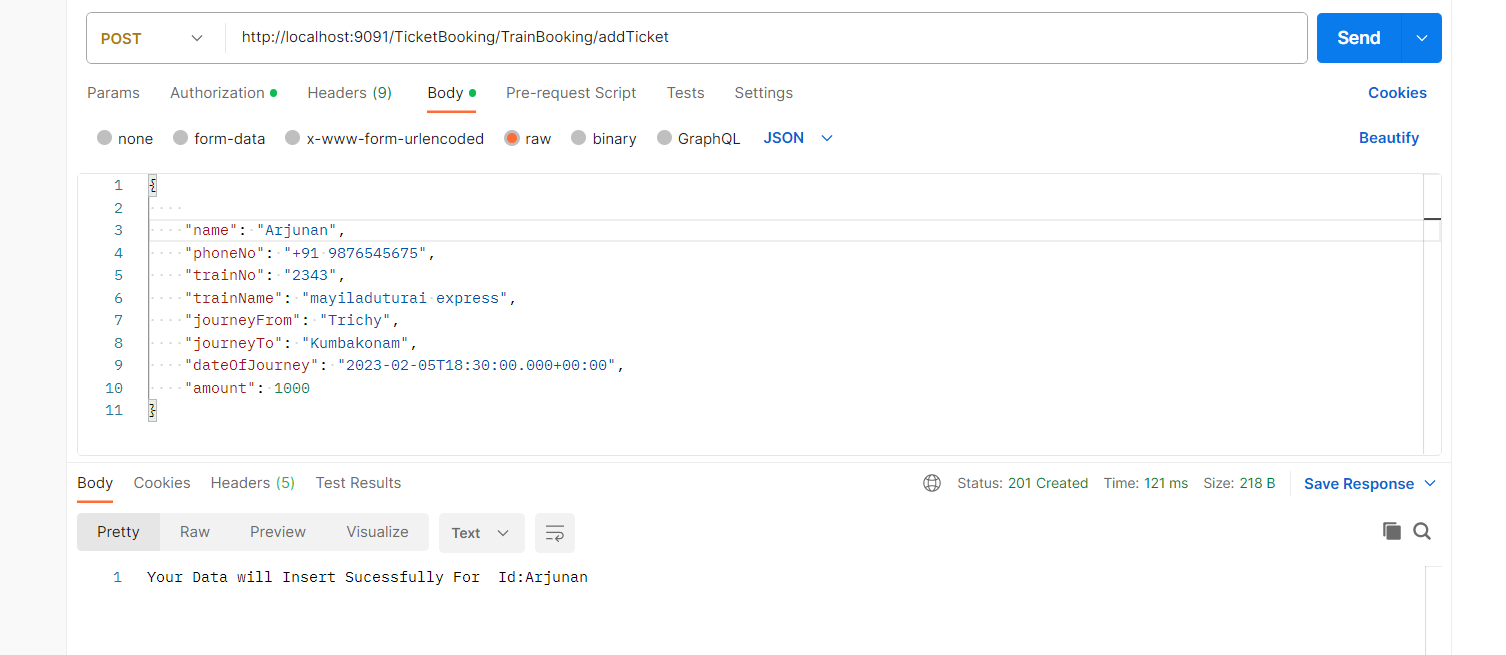 POST http://localhost:9091/TicketBooking/TrainBooking/addTicket Send
Params Authorization Headers (9) Body Pre-request Script Tests Settings Cookies
none form-data x-www-form-urlencoded raw binary GraphQL JSON Beautify
1 {
2
3 "name": "Arjunan",
4 "phoneNo": "+91 9876545675",
5 "trainNo": "2343",
6 "trainName": "mayiladuturai express",
7 "journeyFrom": "Trichy",
8 "journeyTo": "Kumbakonam",
9 "dateOfJourney": "2023-02-05T18:30:00.000+00:00",
10 "amount": 1000
11 }
Body Cookies Headers (5) Test Results Status: 201 Created Time: 121 ms Size: 218 B Save Response
Pretty Raw Preview Visualize Text
1 Your Data will Insert Sucessfully For  Id:Arjunan